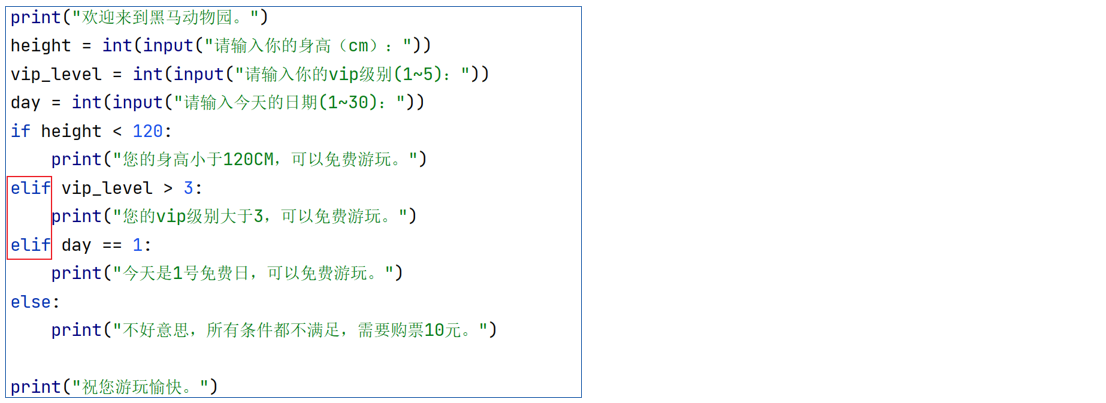 print("欢迎来到黑马动物园。")
height = int(input("请输入你的身高（cm）："))
vip_level = int(input("请输入你的vip级别(1~5)："))
day = int(input("请输入今天的日期(1~30)："))
if height < 120:
    print("您的身高小于120CM，可以免费游玩。")
elif vip_level > 3:
    print("您的vip级别大于3，可以免费游玩。")
elif day == 1:
    print("今天是1号免费日，可以免费游玩。")
else:
    print("不好意思，所有条件都不满足，需要购票10元。")
print("祝您游玩愉快。")